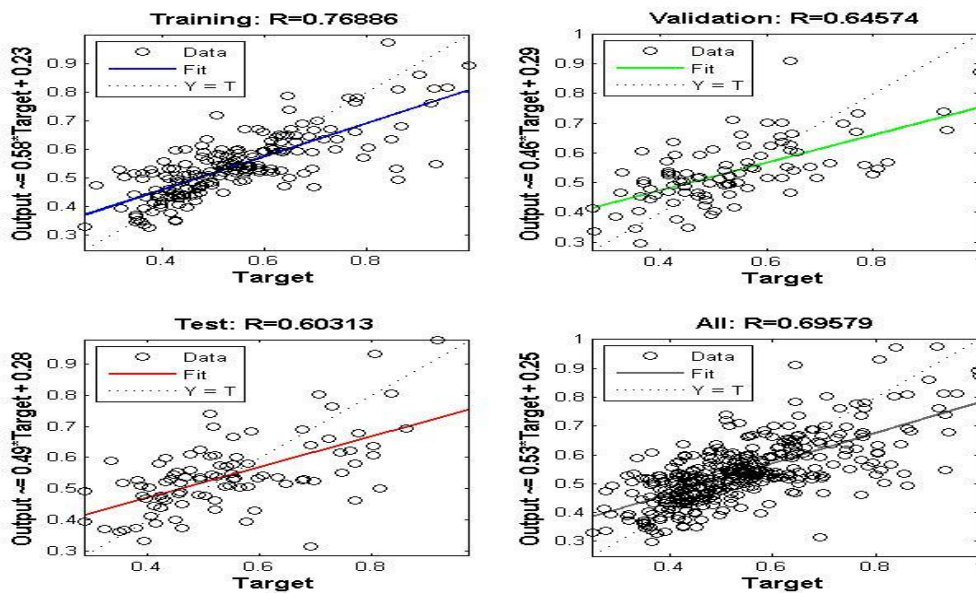 Training: R=0.76886
Output ~= 0.58*Target + 0.23
Data
Fit
Y = T
0.9
0.8
0.7
0.6
0.5
0.4
0.3
0.4 0.6 0.8
Target
Validation: R=0.64574
Output ~= 0.46*Target + 0.29
Data
Fit
Y = T
1
0.9
0.8
0.7
0.6
0.5
0.4
0.3
0.4 0.6 0.8
Target
Test: R=0.60313
Output ~= 0.49*Target + 0.28
Data
Fit
Y = T
0.9
0.8
0.7
0.6
0.5
0.4
0.3
0.4 0.6 0.8
Target
All: R=0.69579
Output ~= 0.53*Target + 0.25
Data
Fit
Y = T
1
0.9
0.8
0.7
0.6
0.5
0.4
0.3
0.4 0.6 0.8
Target